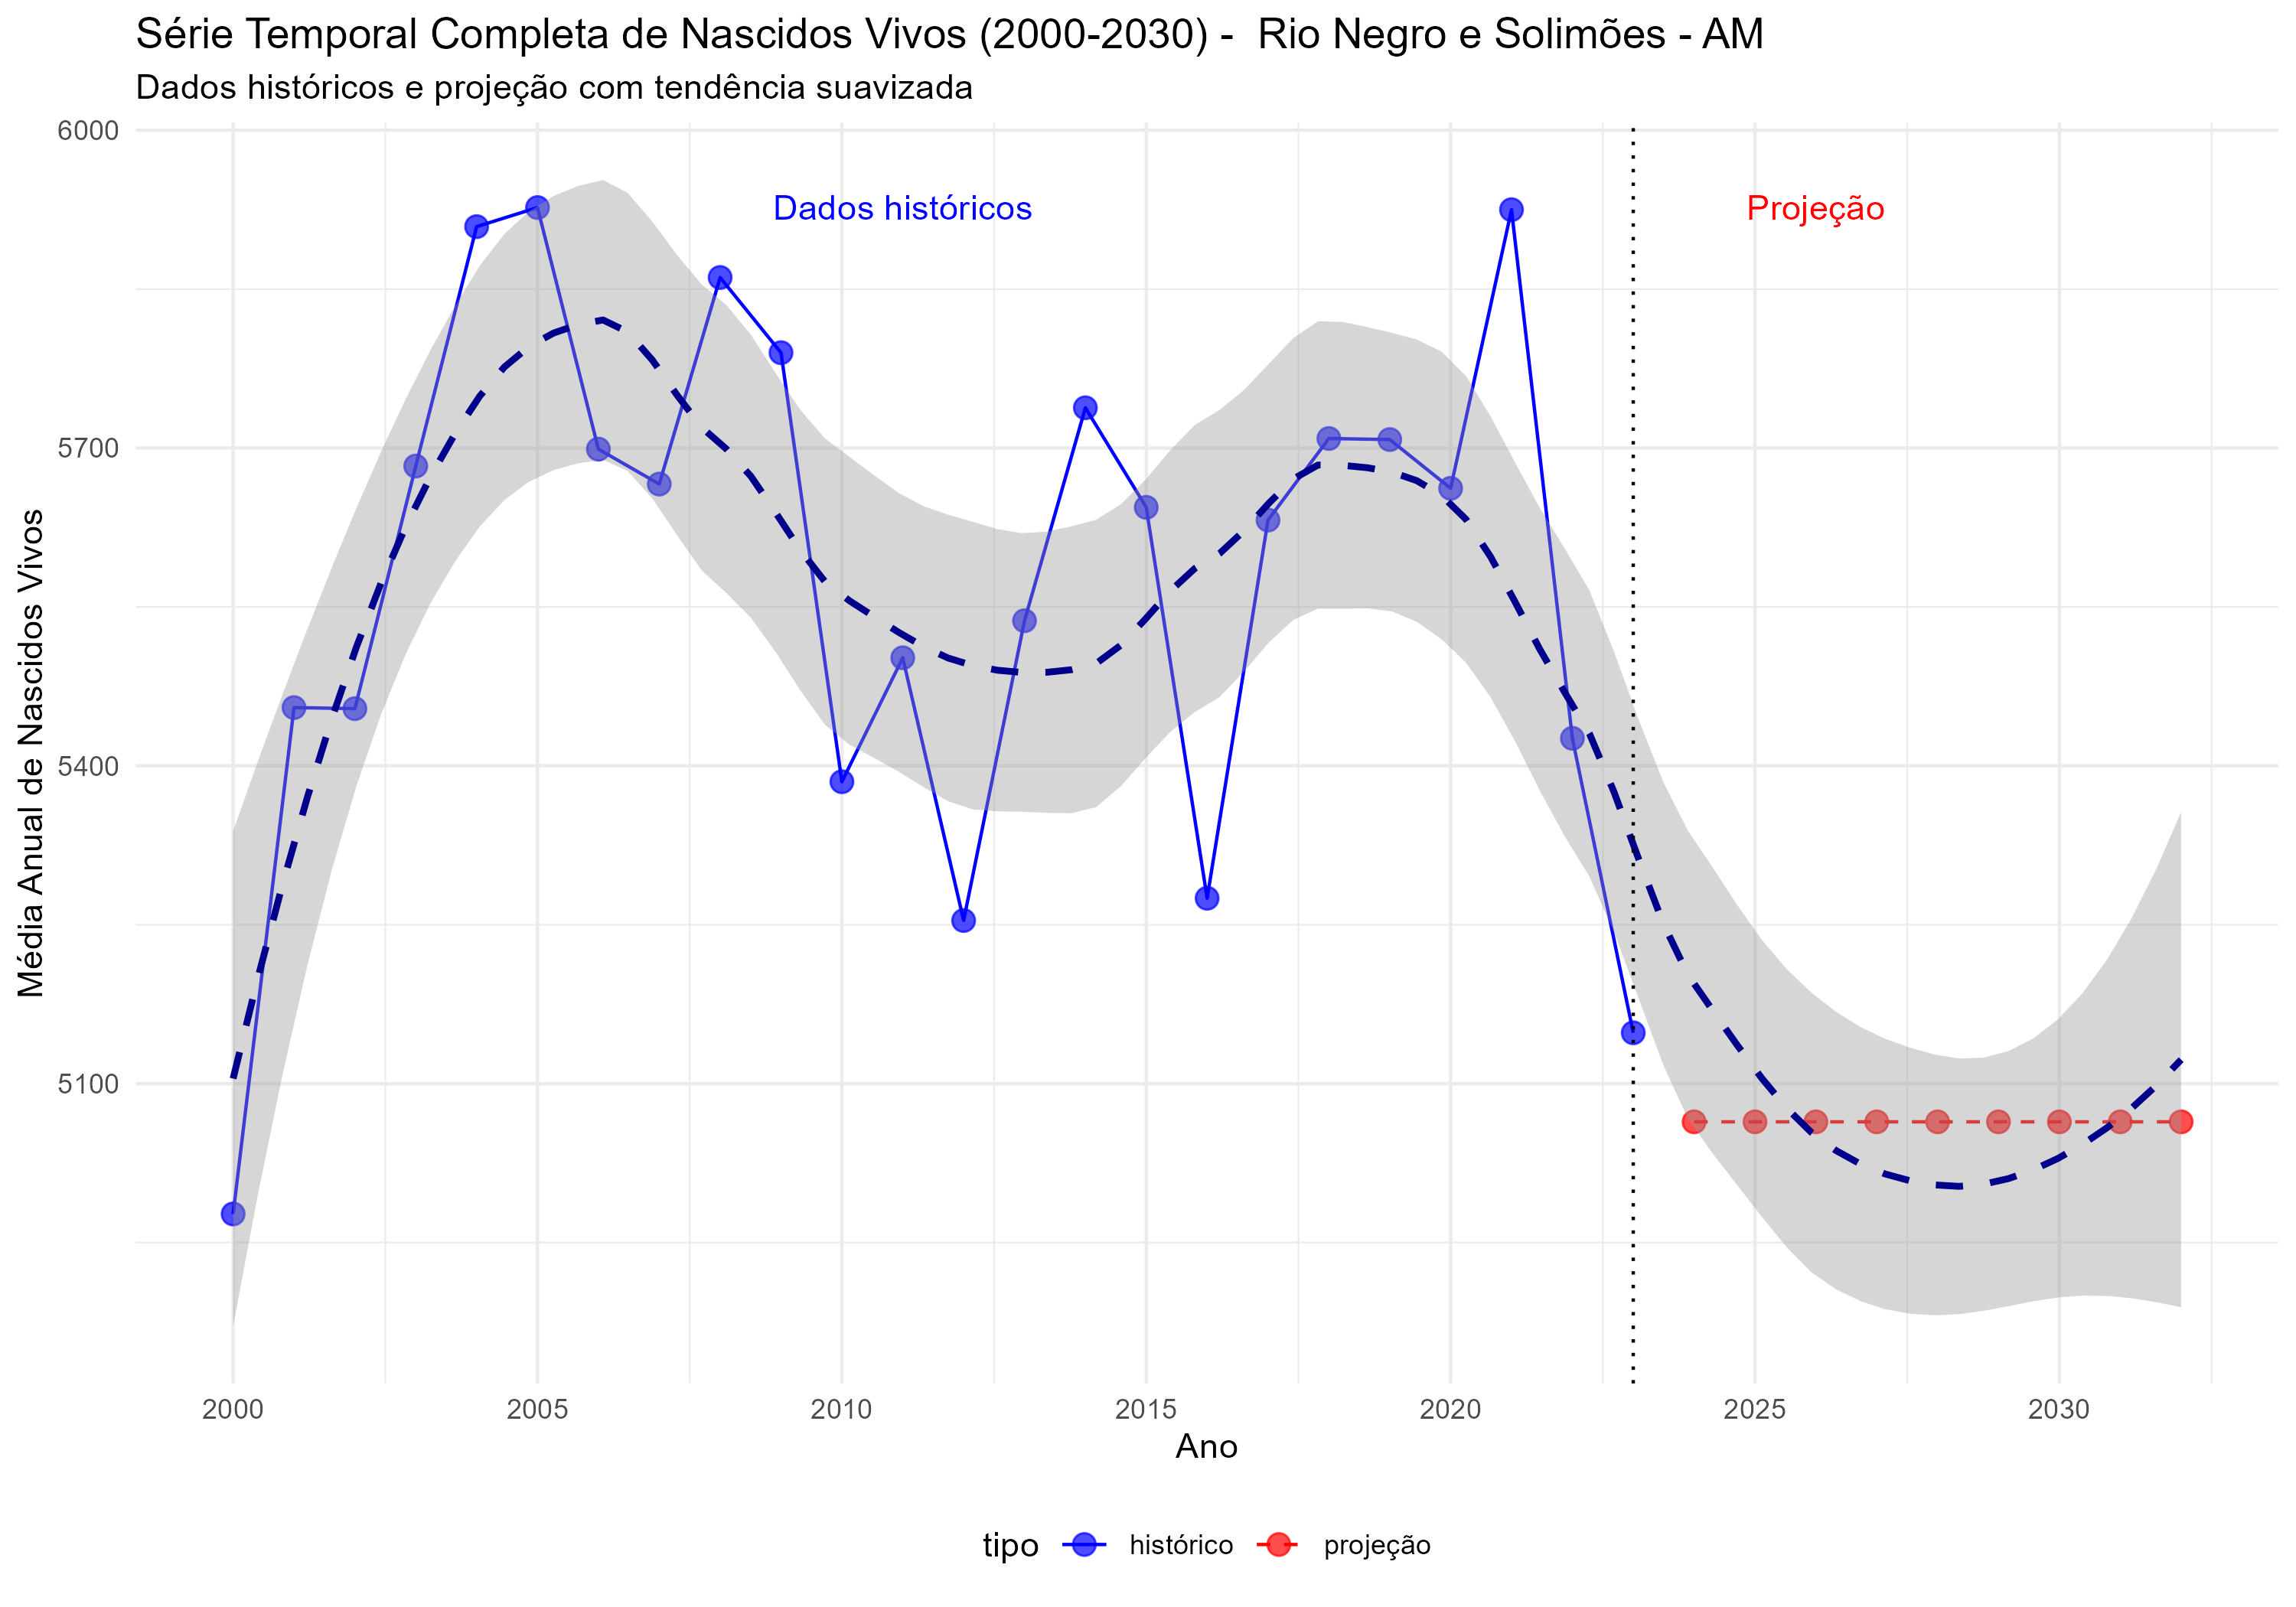 Série Temporal Completa de Nascidos Vivos (2000-2030) -  Rio Negro e Solimões - AM
Dados históricos e projeção com tendência suavizada
Média Anual de Nascidos Vivos
6000
5700
5400
5100
Dados históricos
Projeção
2000
2005
2010
2015
2020
2025
2030
Ano
tipo
histórico
projeção